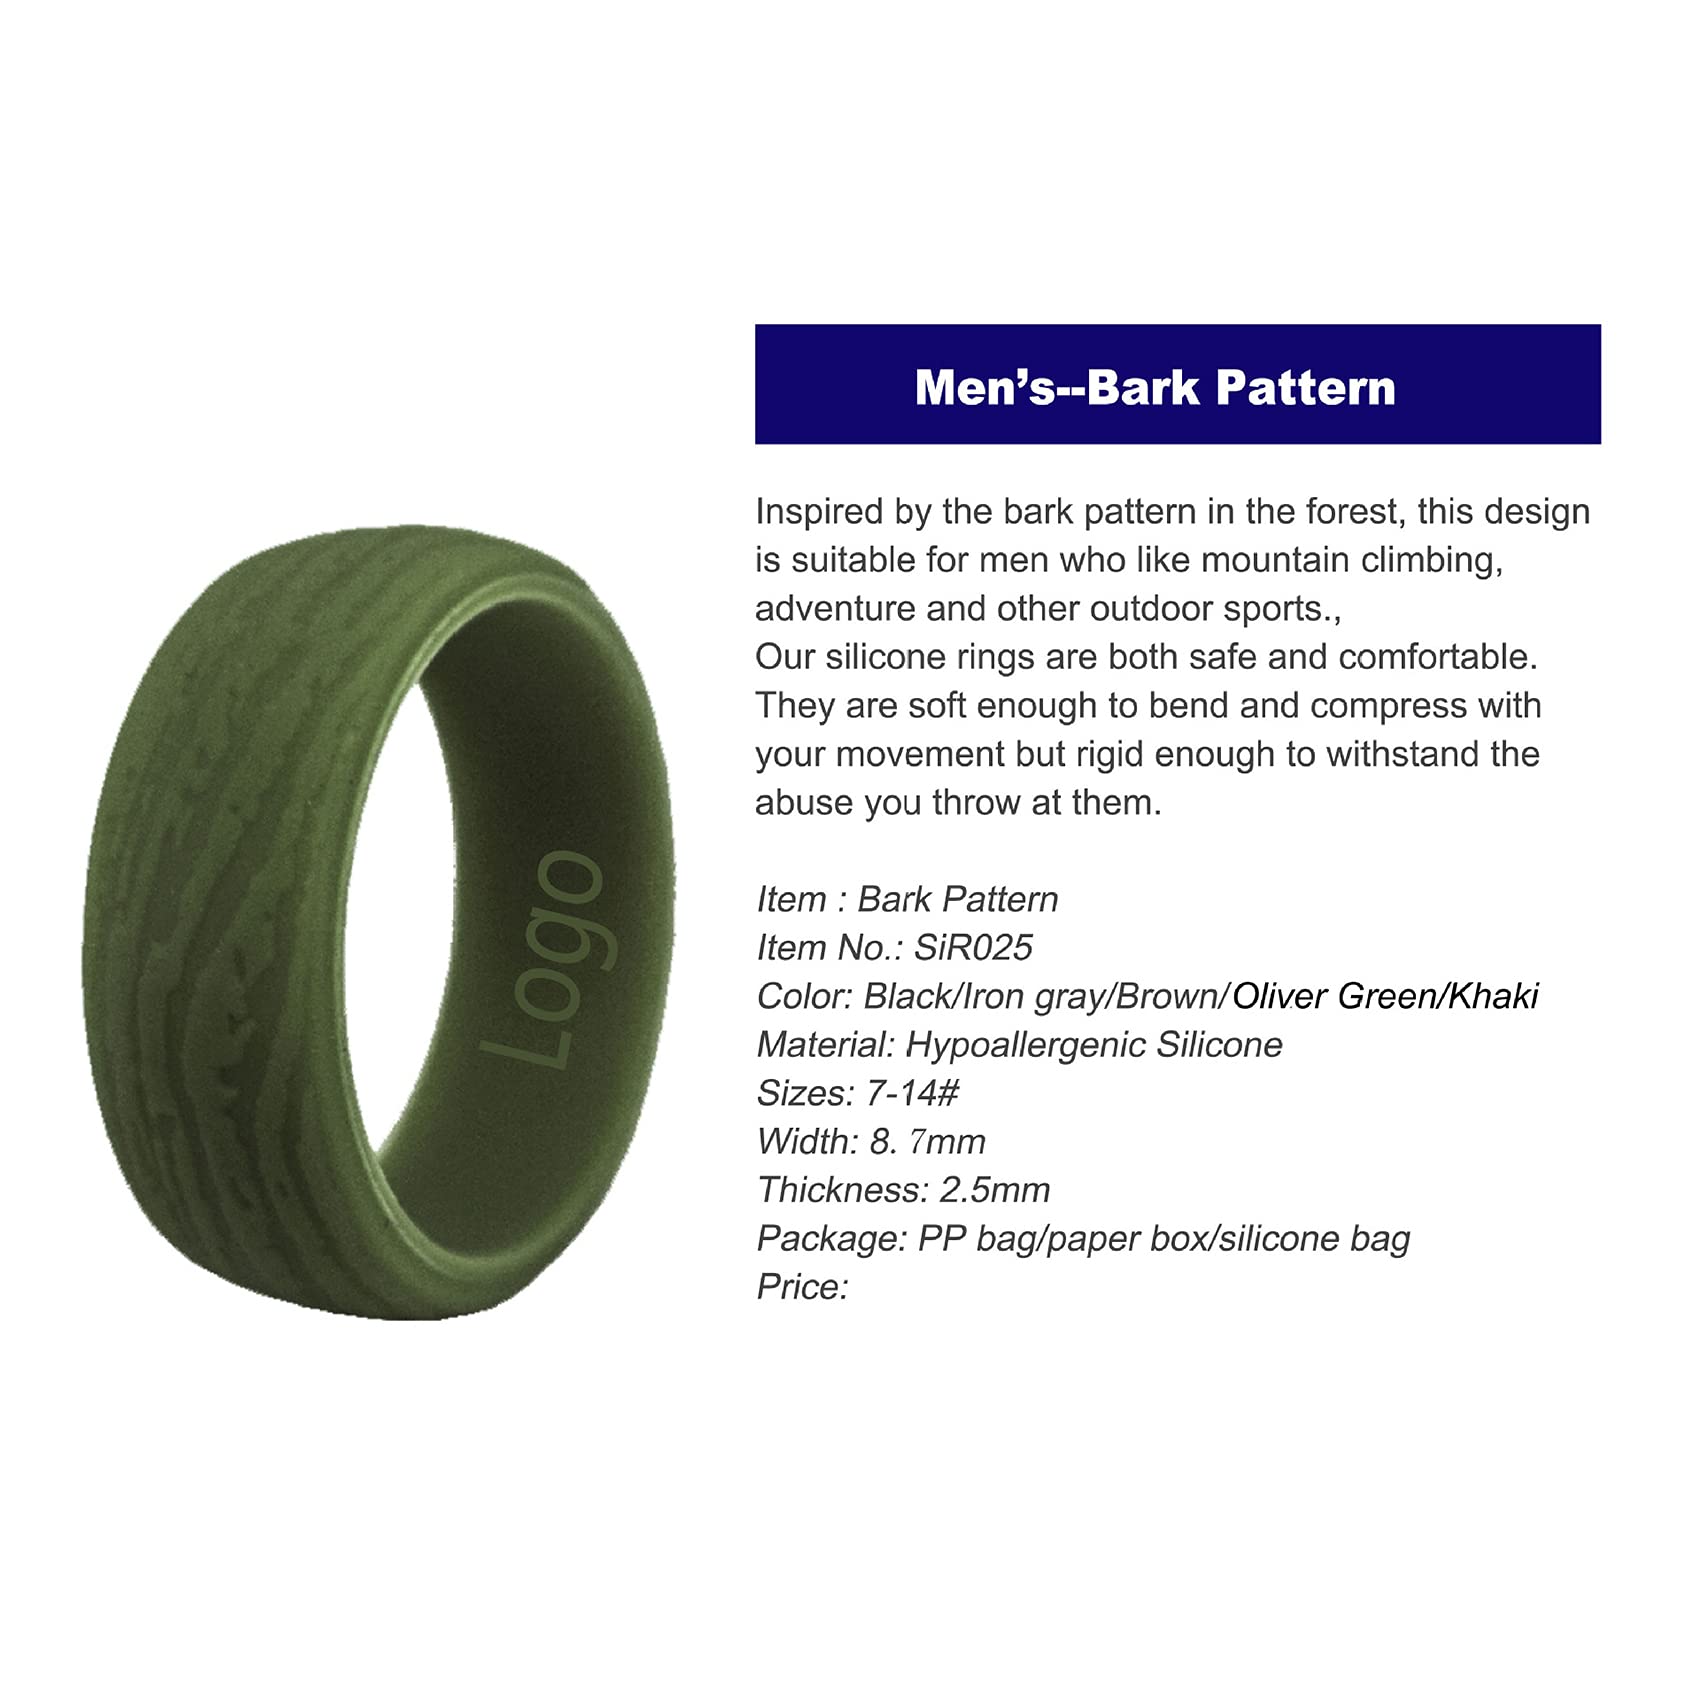 Men’s--Bark Pattern
Inspired by the bark pattern in the forest, this design
is suitable for men who like mountain climbing,
adventure and other outdoor sports.,
Our silicone rings are both safe and comfortable.
They are soft enough to bend and compress with
your movement but rigid enough to withstand the
abuse you throw at them.
Logo
Item : Bark Pattern
Item No.: SiR025
Color: Black/Iron gray/Brown/Oliver Green/Khaki
Material: Hypoallergenic Silicone
Sizes: 7-14#
Width: 8. 7mm
Thickness: 2.5mm
Package: PP bag/paper box/silicone bag
Price: